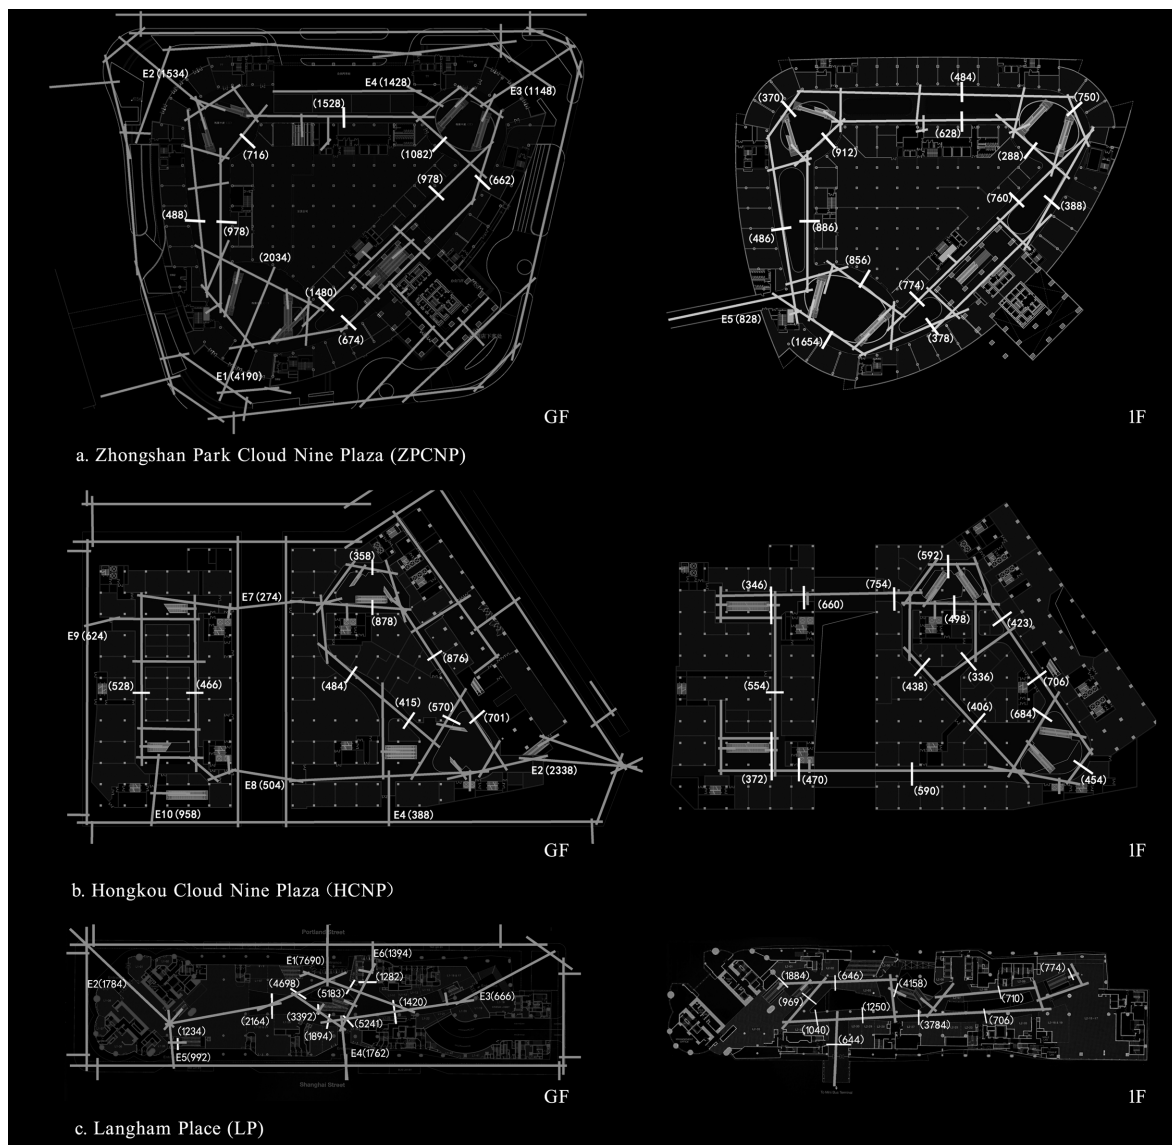 E2(1534)
E4(1428)
E3(1148)
(1528)
(716)
(1082)
(978)
(662)
(488)
(978)
(2034)
(1480)
(674)
E1(4190)
GF
(484)
(370)
(750)
(628)
(912)
(288)
(760)
(388)
(486)
(886)
(856)
(774)
E5(828)
(1654)
(378)
1F
a. Zhongshan Park Cloud Nine Plaza (ZPCNP)
(358)
E7(274)
(878)
E9(624)
(876)
(484)
(528)
(466)
(415)
(570)
(701)
E2(2338)
E8(504)
E10(958)
E4(388)
GF
(592)
(346)
(754)
(660)
(498)
(423)
(438)
(336)
(706)
(554)
(406)
(684)
(372)
(470)
(454)
(590)
1F
b. Hongkou Cloud Nine Plaza (HCNP)
Portland Street
E6(1394)
E1(7690)
E2(1784)
(4698)
(5183)
(1282)
E3(666)
(1420)
(2164)
(3392)
(5241)
(1234)
(1894)
E5(992)
E4(1762)
Shanghai Street
GF
(1884)
(646)
(4158)
(774)
(969)
(710)
(1250)
(3784)
(706)
(1040)
(644)
1F
c. Langham Place (LP)